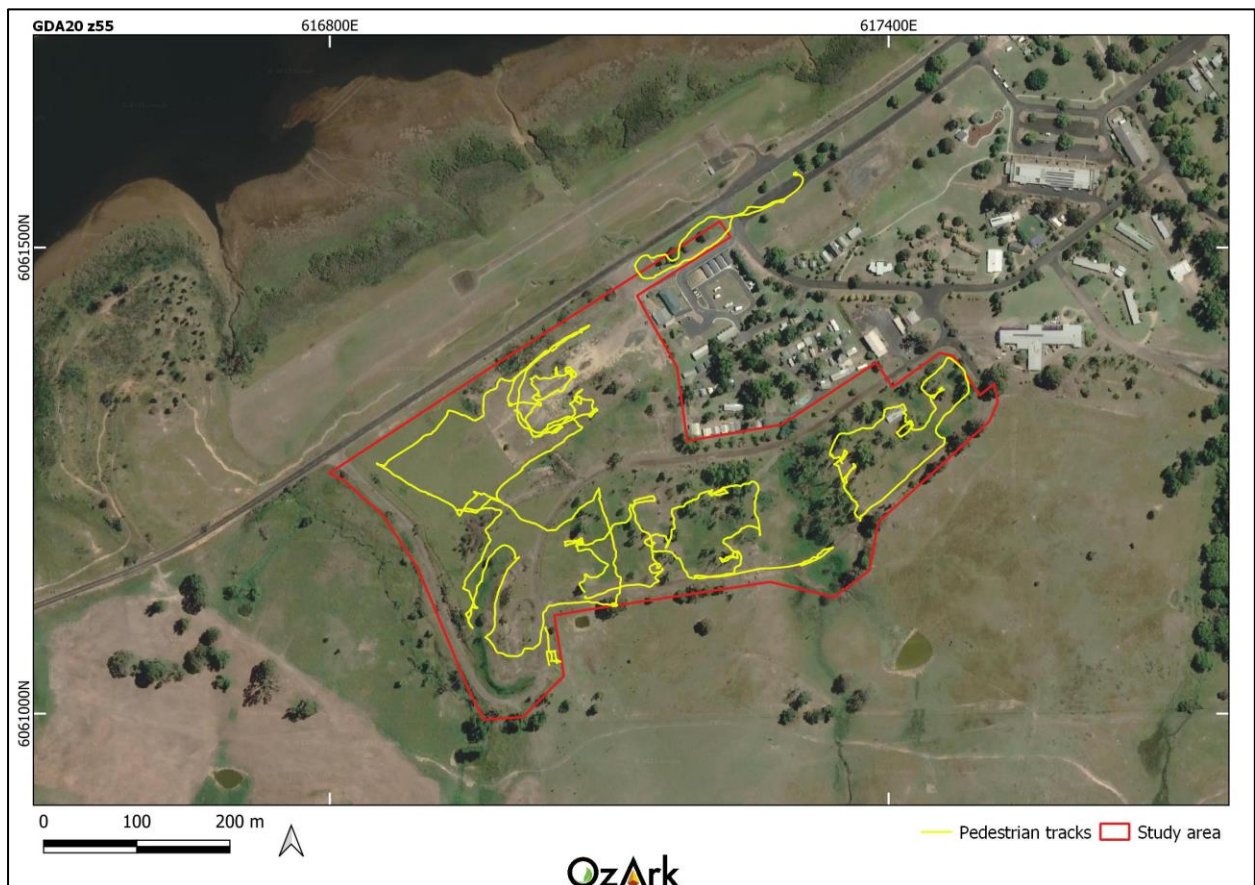 GDA20 z55
616800E
617400E
6061500N
6061000N
0 100 200 m
Pedestrian tracks
Study area
OzArk